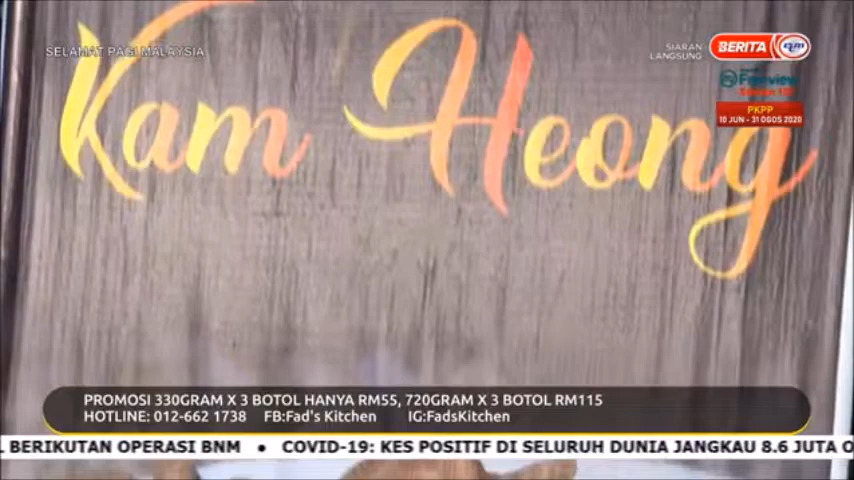 SELAMAT PAGI MALAYSIA
SIARAN
LANGSUNG
BERITA
Freeview
PKPP
10 JUN - 31 OGOS 2020
Kam Heong
PROMOSI 330GRAM X 3 BOTOL HANYA RM55, 720GRAM X 3 BOTOL RM115
HOTLINE: 012-662 1738 FB:Fad's Kitchen IG:FadsKitchen
BERIKUTAN OPERASI BNM • COVID-19: KES POSITIF DI SELURUH DUNIA JANGKAU 8.6 JUTA O